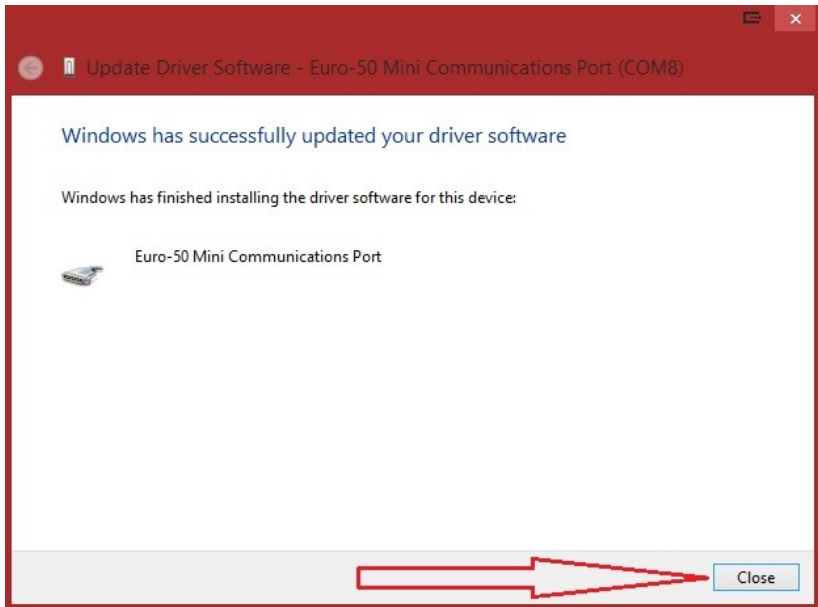 Update Driver Software - Euro-50 Mini Communications Port (COM8)
Windows has successfully updated your driver software
Windows has finished installing the driver software for this device:
Euro-50 Mini Communications Port
Close